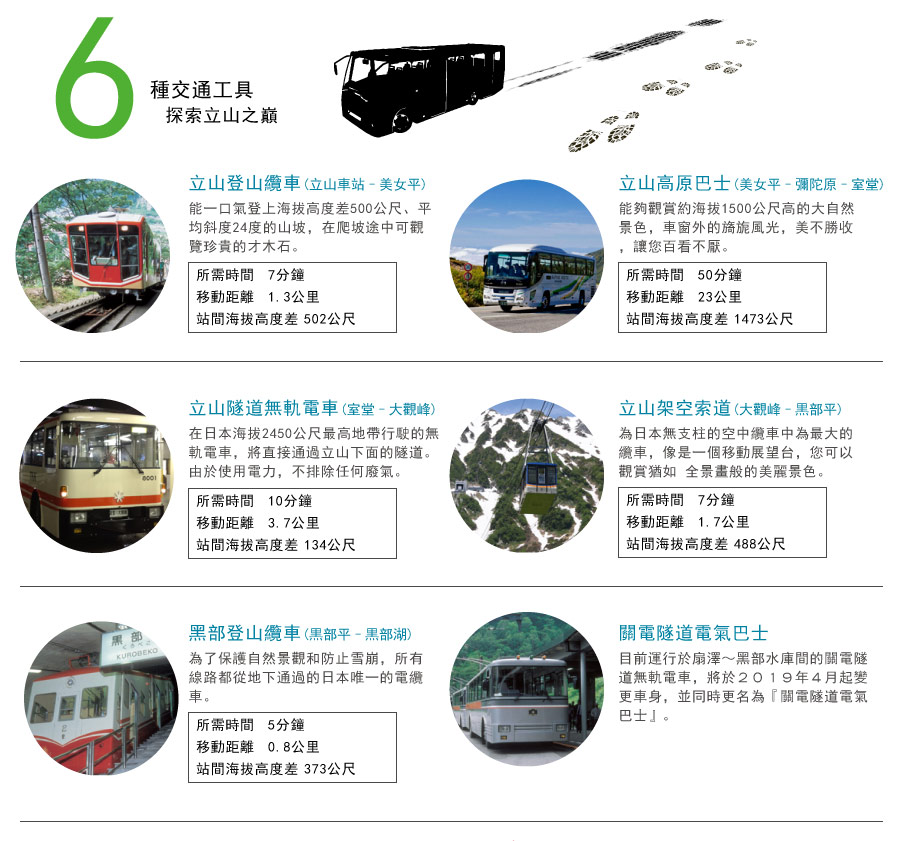 6
種交通工具
探索立山之巔
立山登山纜車(立山車站–美女平)
能一口氣登上海拔高度差500公尺、平
均斜度24度的山坡，在爬坡途中可觀
覽珍貴的才木石。
所需時間 7分鐘
移動距離 1.3公里
站間海拔高度差 502公尺
立山高原巴士(美女平–彌陀原–室堂)
能夠觀賞約海拔1500公尺高的大自然
景色，車窗外的旖旎風光，美不勝收
，讓您百看不厭。
所需時間 50分鐘
移動距離 23公里
站間海拔高度差 1473公尺
立山隧道無軌電車(室堂–大觀峰)
在日本海拔2450公尺最高地帶行駛的無
軌電車，將直接通過立山下面的隧道。
由於使用電力，不排除任何廢氣。
所需時間 10分鐘
移動距離 3.7公里
站間海拔高度差 134公尺
8001
立山架空索道(大觀峰–黑部平)
為日本無支柱的空中纜車中為最大的
纜車，像是一個移動展望台，您可以
觀賞猶如 全景畫般的美麗景色。
所需時間 7分鐘
移動距離 1.7公里
站間海拔高度差 488公尺
黑部登山纜車(黑部平–黑部湖)
為了保護自然景觀和防止雪崩，所有
線路都從地下通過的日本唯一的電纜
車。
所需時間 5分鐘
移動距離 0.8公里
站間海拔高度差 373公尺
黒部
KUROBEKO
關電隧道電氣巴士
目前運行於扇澤～黑部水庫間的關電隧
道無軌電車，將於２０１９年４月起變
更車身，並同時更名為『關電隧道電氣
巴士』。